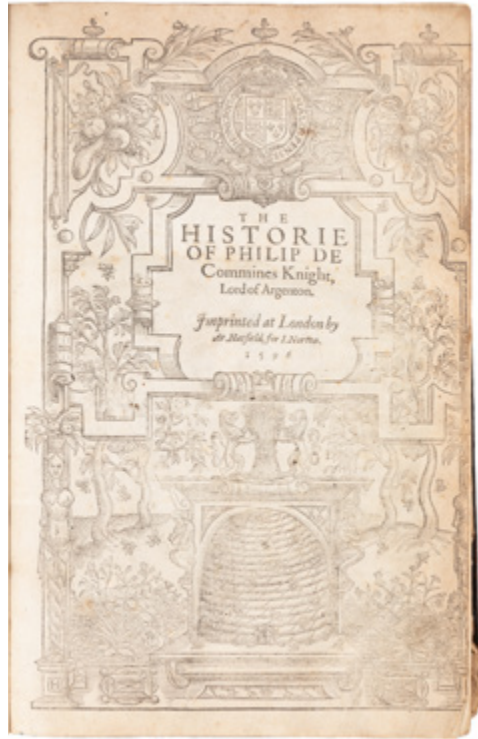 THE
HISTORIE
OF PHILIP DE
Commines Knight,
Lord of Argenton.
Imprinted at London by
Ar. Hatfield, for I. Norton.
1596